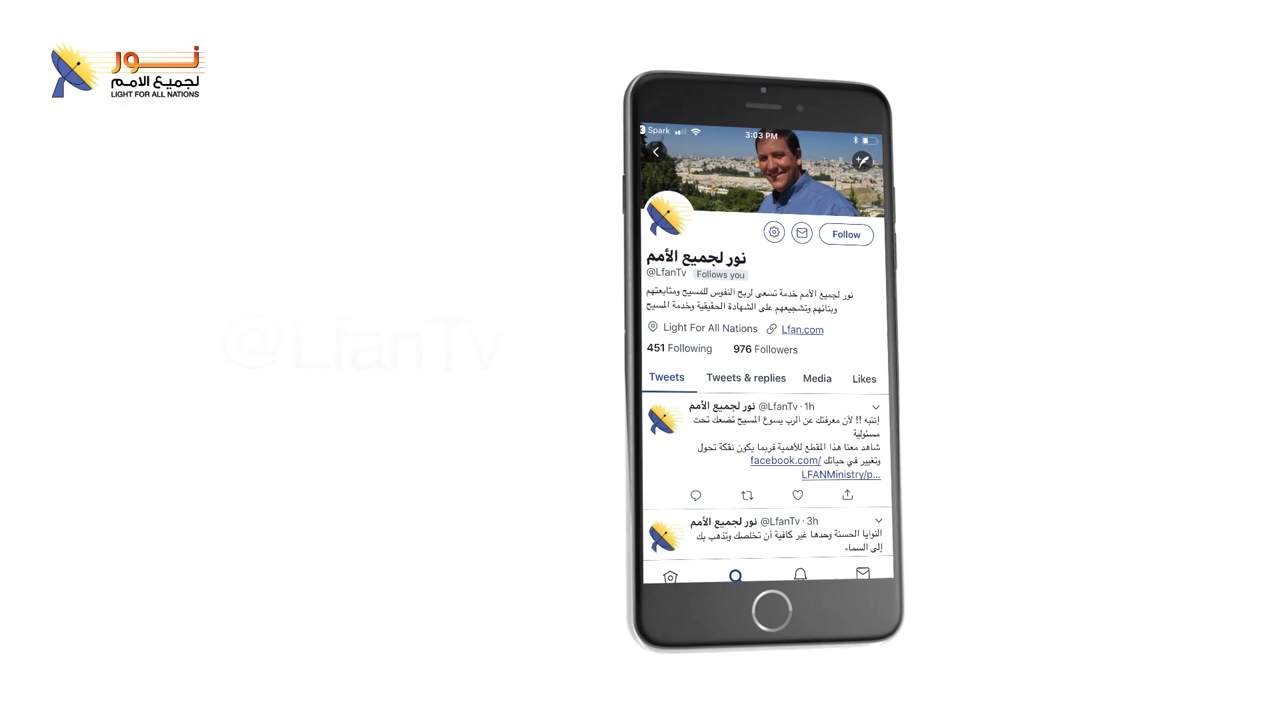 نور
لجميع الامم
LIGHT FOR ALL NATIONS
@LfanTv
Spark
3:03 PM
Follow
نور لجميع الأمم
@LfanTv Follows you
نور لجميع الأمم خدمة تسعى لربح النفوس للمسيح ومتابعتهم
وبنائهم وتشجيعهم على الشهادة الحقيقية وخدمة المسيح
Light For All Nations Lfan.com
451 Following 976 Followers
Tweets Tweets & replies Media Likes
نور لجميع الأمم @LfanTv · 1h
إنتبه !! لأن معرفتك عن الرب يسوع المسيح تضعك تحت
مسئولية
شاهد معنا هذا المقطع للأهمية فربما يكون نقكة تحول
وتغيير في حياتك facebook.com/
LFANMinistry/p...
نور لجميع الأمم @LfanTv · 3h
النوايا الحسنة وحدها غير كافية أن تخلصك وتذهب بك
إلى السماء